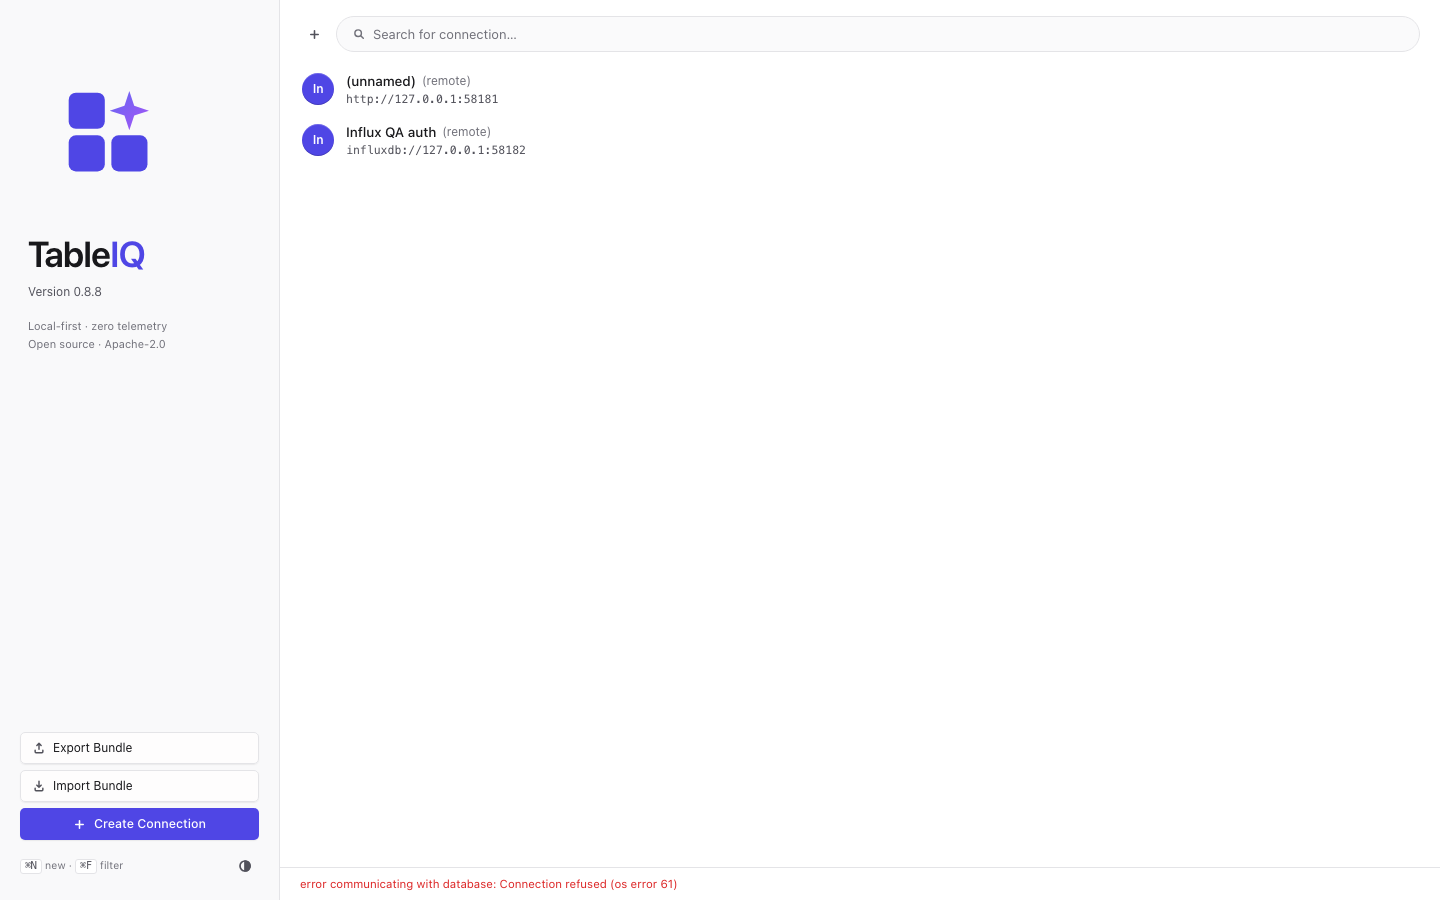 TableIQ
Version 0.8.8
Local-first · zero telemetry
Open source · Apache-2.0
Export Bundle
Import Bundle
+ Create Connection
⌘N new · ⌘F filter
+ Search for connection...
In
(unnamed) (remote)
http://127.0.0.1:58181
In
Influx QA auth (remote)
influxdb://127.0.0.1:58182
error communicating with database: Connection refused (os error 61)